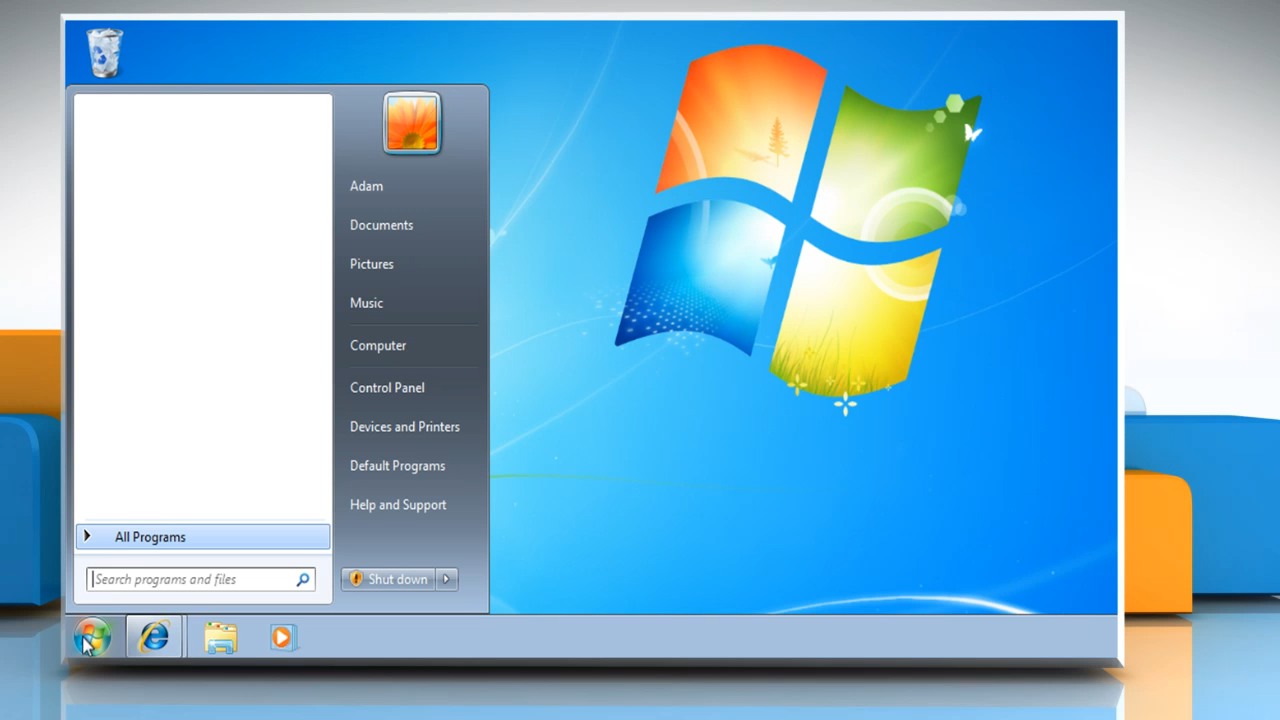 Adam
Documents
Pictures
Music
Computer
Control Panel
Devices and Printers
Default Programs
Help and Support
All Programs
Search programs and files
Shut down